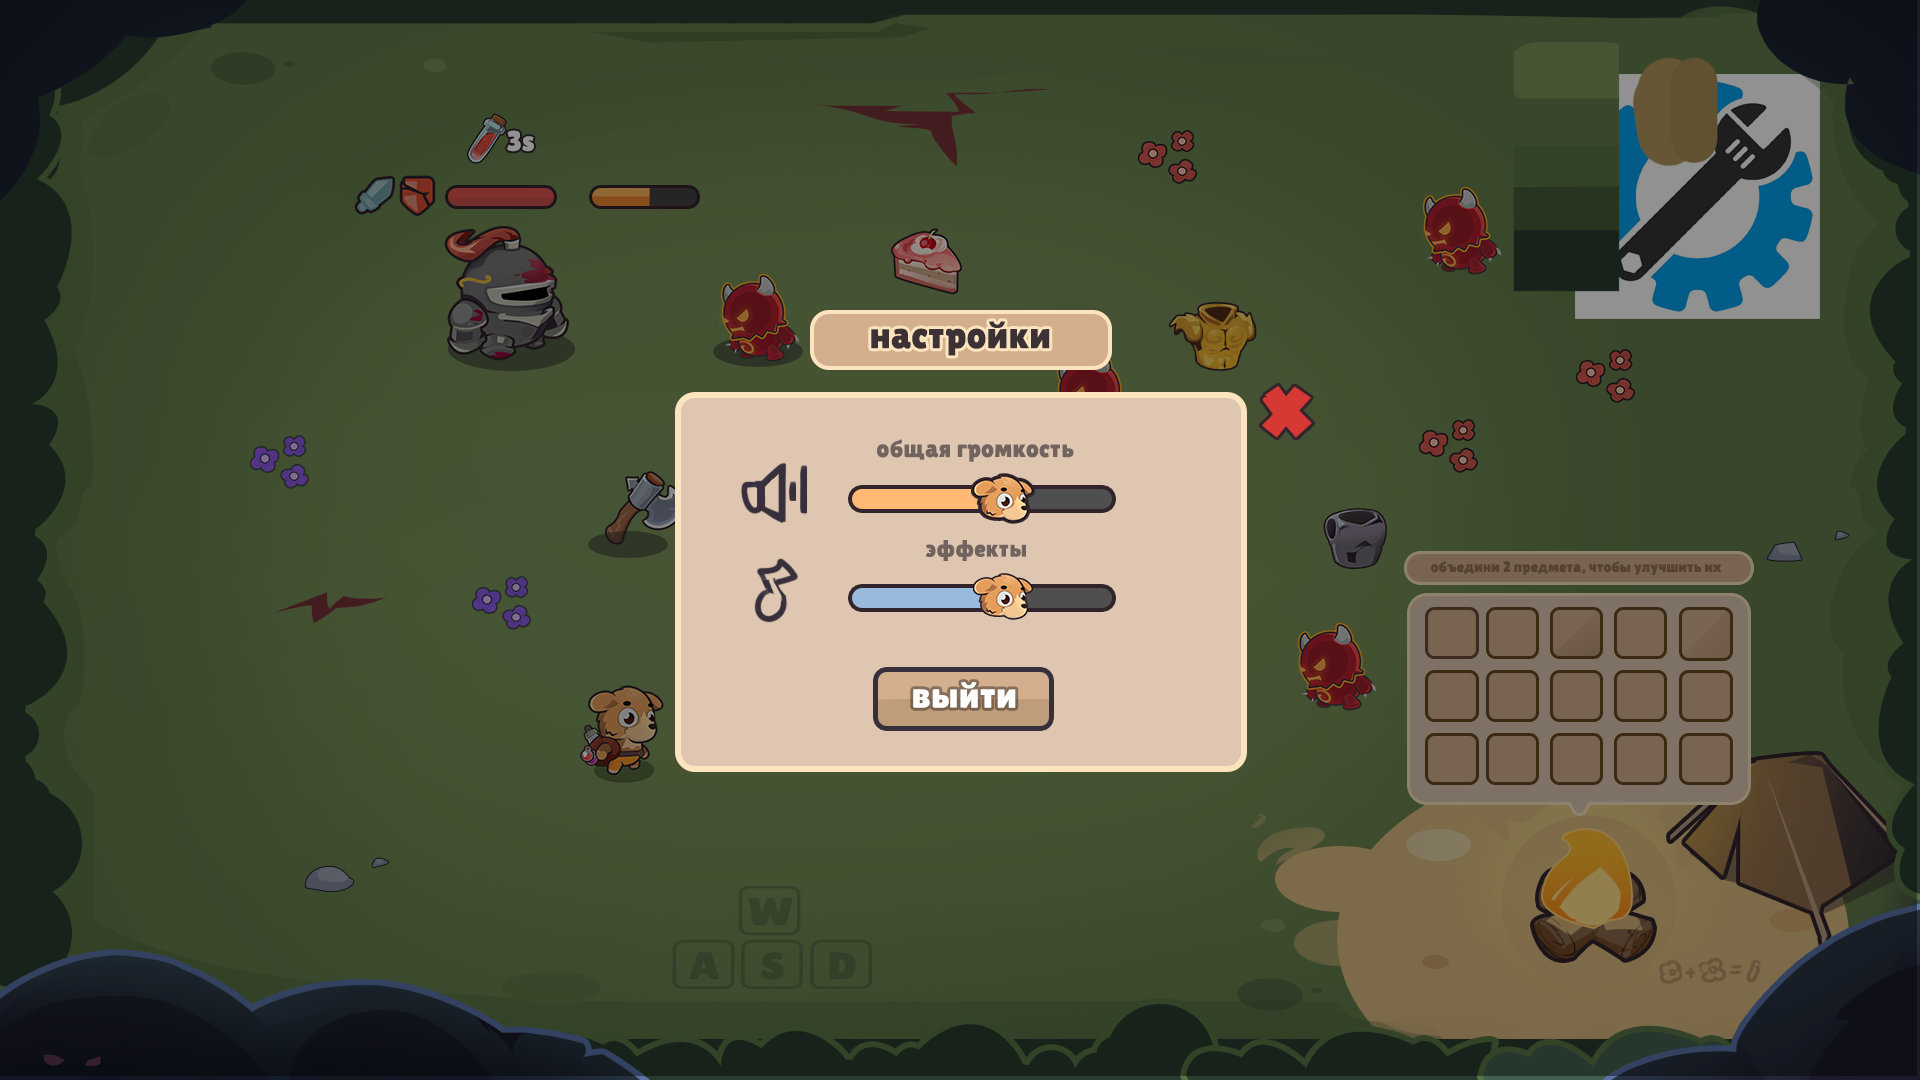 3s
настройки
общая громкость
эффекты
объедини 2 предмета, чтобы улучшить их
выйти
W
A S D
+ =